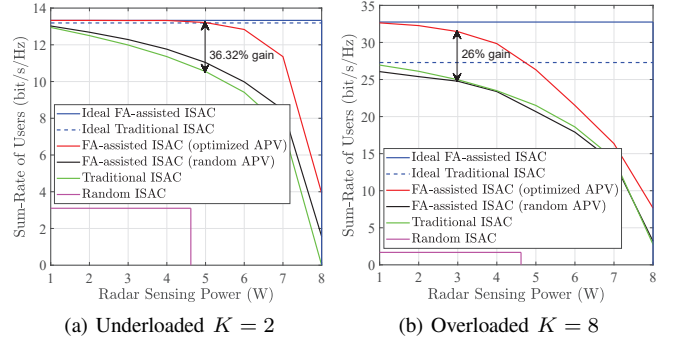 14
12
10
8
6
4
2
0
Sum-Rate of Users (bit/s/Hz)
36.32% gain
Ideal FA-assisted ISAC
Ideal Traditional ISAC
FA-assisted ISAC (optimized APV)
FA-assisted ISAC (random APV)
Traditional ISAC
Random ISAC
1 2 3 4 5 6 7 8
Radar Sensing Power (W)
(a) Underloaded K = 2
35
30
25
20
15
10
5
0
Sum-Rate of Users (bit/s/Hz)
26% gain
Ideal FA-assisted ISAC
Ideal Traditional ISAC
FA-assisted ISAC (optimized APV)
FA-assisted ISAC (random APV)
Traditional ISAC
Random ISAC
1 2 3 4 5 6 7 8
Radar Sensing Power (W)
(b) Overloaded K = 8